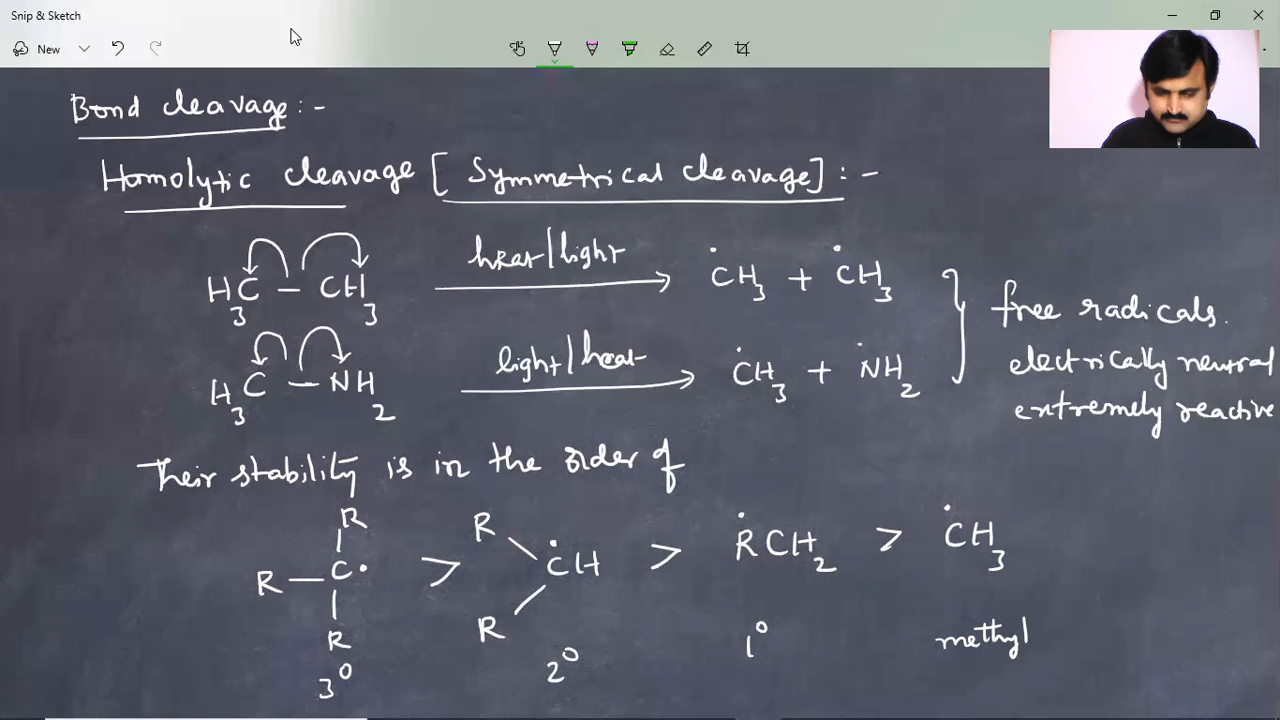 Snip & Sketch
New
Bond cleavage :-
Homolytic cleavage [Symmetrical cleavage] :-
H3C – CH3 heat/light → ĊH3 + ĊH3
free radicals.
H3C – NH2 light/heat → ĊH3 + ṄH2
electrically neutral
extremely reactive
Their stability is in the order of
R
R – C•
R
>
R
ĊH
R
>
ṘCH2 > ĊH3
3° 2° 1° methyl